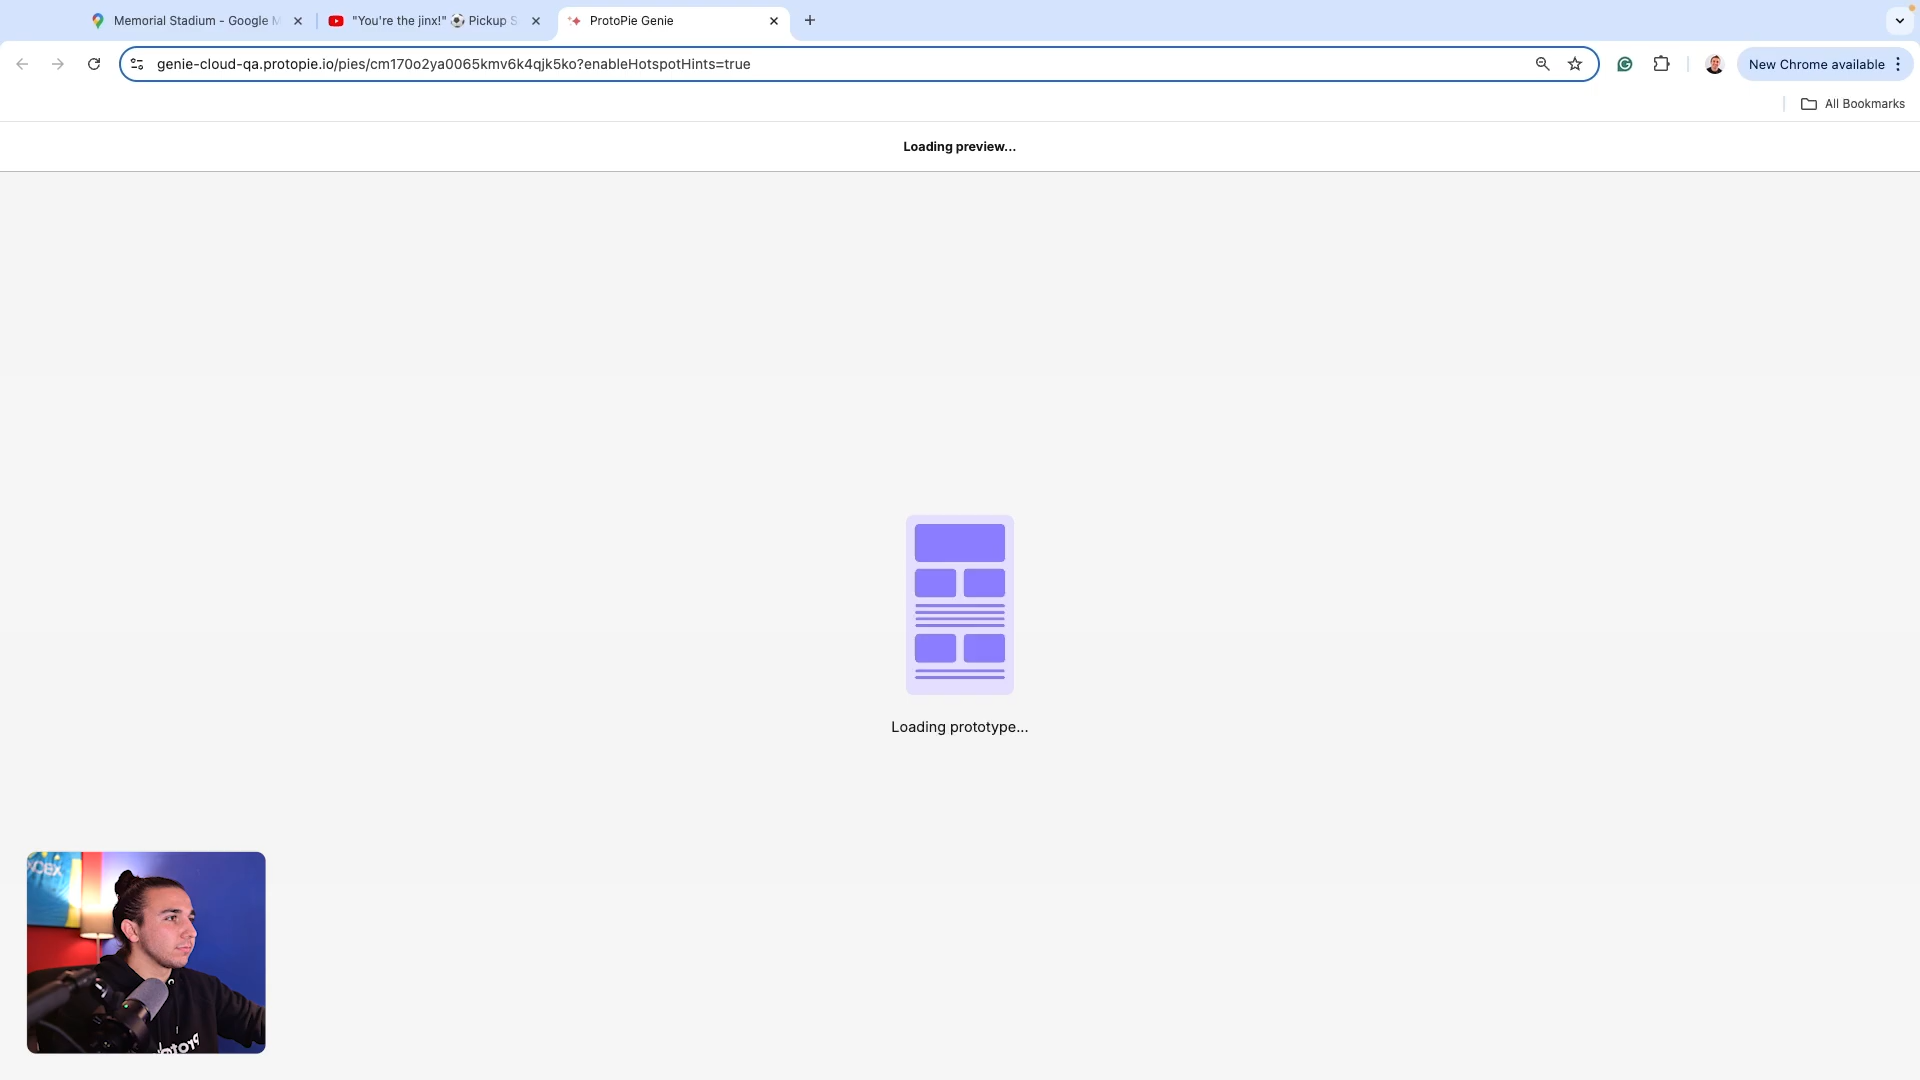 Memorial Stadium - Google M
"You're the jinx!" ⚽ Pickup S
ProtoPie Genie
genie-cloud-qa.protopie.io/pies/cm170o2ya0065kmv6k4qjk5ko?enableHotspotHints=true
New Chrome available
All Bookmarks
Loading preview...
Loading prototype...